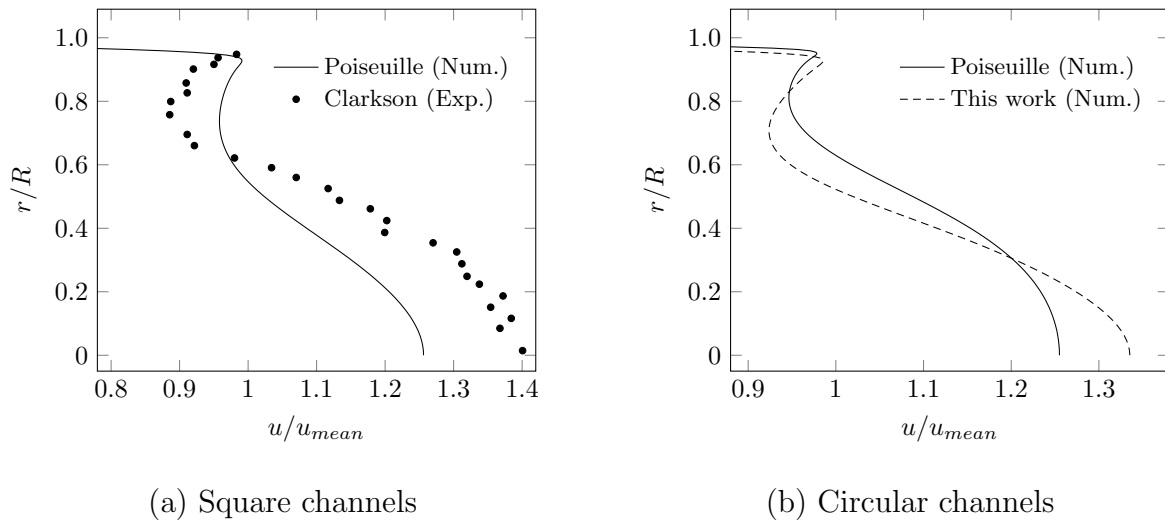 1.0
0.8
0.6
0.4
0.2
0
r/R
Poiseuille (Num.)
Clarkson (Exp.)
0.8 0.9 1 1.1 1.2 1.3 1.4
u/u_mean
(a) Square channels
1.0
0.8
0.6
0.4
0.2
0
r/R
Poiseuille (Num.)
This work (Num.)
0.9 1 1.1 1.2 1.3
u/u_mean
(b) Circular channels